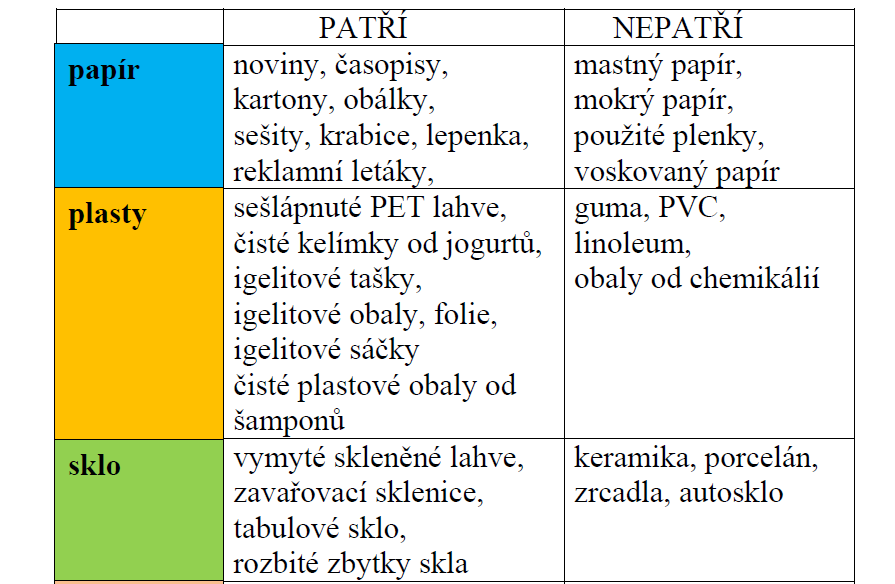 PATŘÍ NEPATŘÍ
papír
noviny, časopisy,
kartony, obálky,
sešity, krabice, lepenka,
reklamní letáky,
mastný papír,
mokrý papír,
použité plenky,
voskovaný papír
plasty
sešlápnuté PET lahve,
čisté kelímky od jogurtů,
igelitové tašky,
igelitové obaly, folie,
igelitové sáčky
čisté plastové obaly od
šamponů
guma, PVC,
linoleum,
obaly od chemikálií
sklo
vymyté skleněné lahve,
zavařovací sklenice,
tabulové sklo,
rozbité zbytky skla
keramika, porcelán,
zrcadla, autosklo